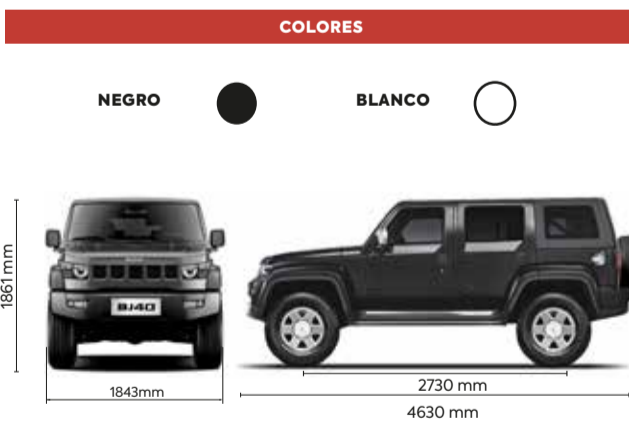 COLORES
NEGRO
BLANCO
1861 mm
BJ40
1843mm
2730 mm
4630 mm